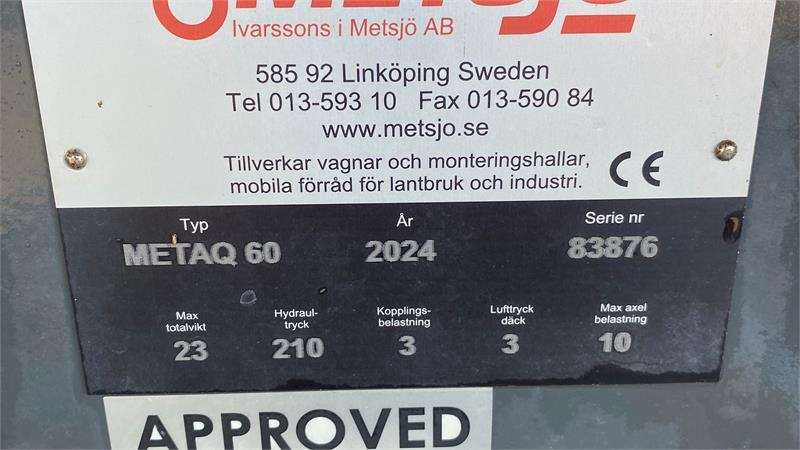 METSJÖ
Ivarssons i Metsjö AB
585 92 Linköping Sweden
Tel 013-593 10 Fax 013-590 84
www.metsjo.se
Tillverkar vagnar och monteringshallar,
mobila förråd för lantbruk och industri.
CE
Typ År Serie nr
METAQ 60 2024 83876
Max totalvikt Hydraul-tryck Kopplings-belastning Lufttryck däck Max axel belastning
23 210 3 3 10
APPROVED